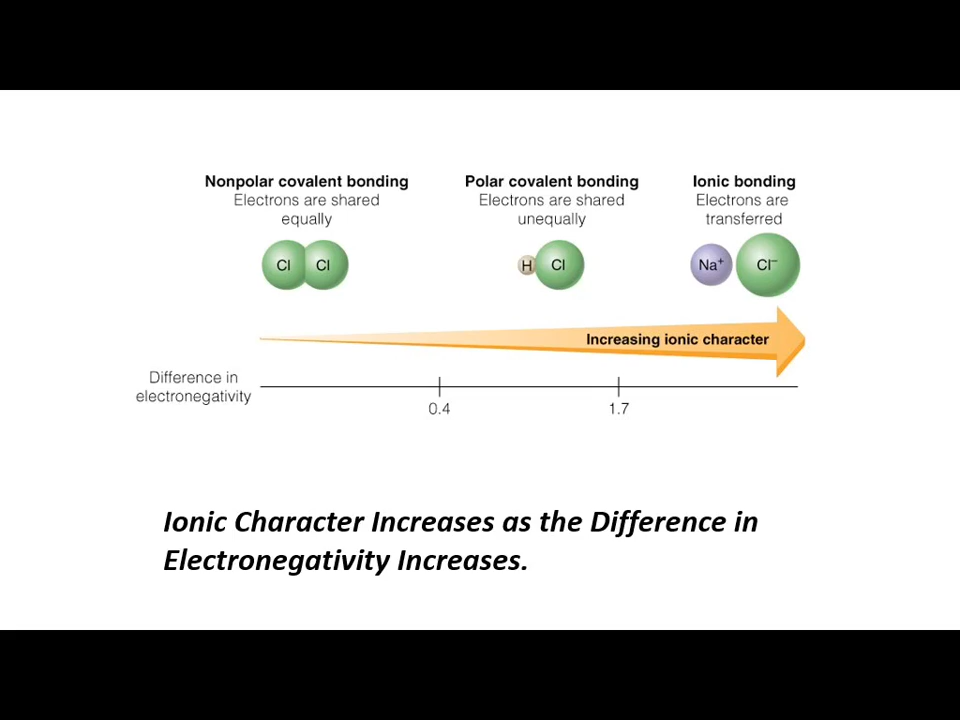 Nonpolar covalent bonding
Electrons are shared
equally
Polar covalent bonding
Electrons are shared
unequally
Ionic bonding
Electrons are
transferred
Cl Cl
H Cl
Na⁺ Cl⁻
Increasing ionic character
Difference in
electronegativity
0.4 1.7
Ionic Character Increases as the Difference in
Electronegativity Increases.